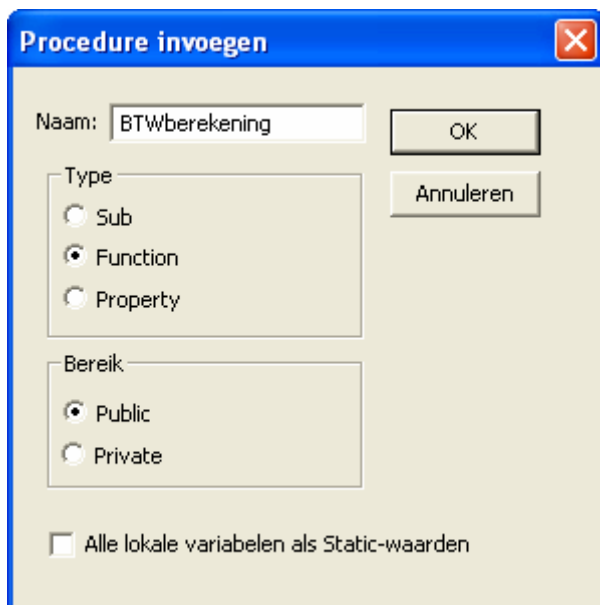 Procedure invoegen
Naam: BTWberekening
OK
Annuleren
Type
Sub
Function
Property
Bereik
Public
Private
Alle lokale variabelen als Static-waarden